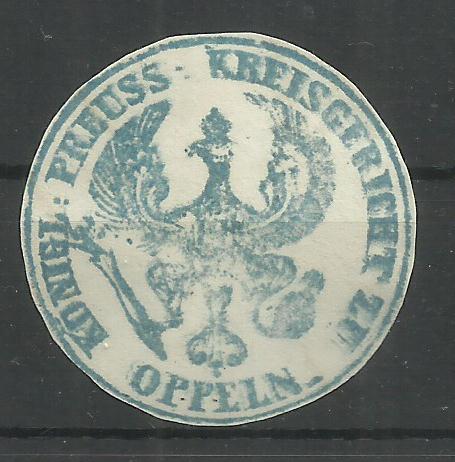 KÖNIGL: PREUSS: KREISGERICHT ZU
OPPELN.